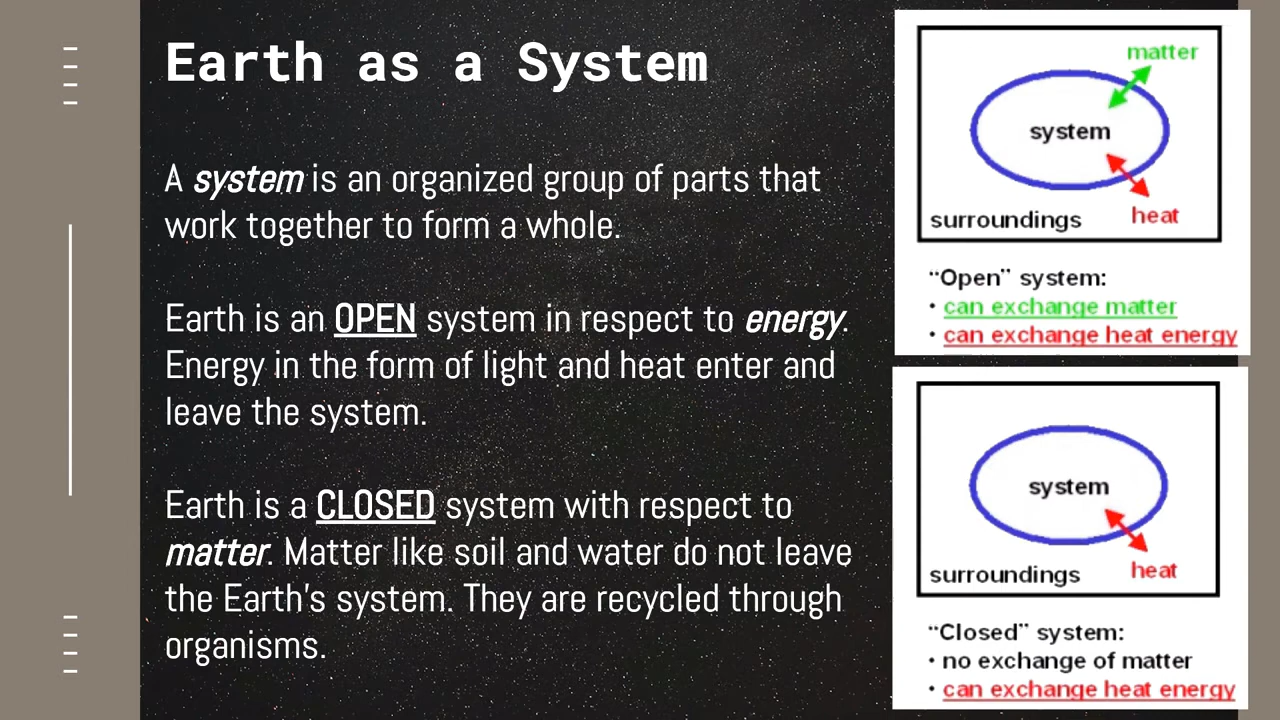 Earth as a System
A system is an organized group of parts that
work together to form a whole.
Earth is an OPEN system in respect to energy.
Energy in the form of light and heat enter and
leave the system.
Earth is a CLOSED system with respect to
matter. Matter like soil and water do not leave
the Earth's system. They are recycled through
organisms.
matter
system
heat
surroundings
“Open” system:
• can exchange matter
• can exchange heat energy
system
heat
surroundings
“Closed” system:
• no exchange of matter
• can exchange heat energy